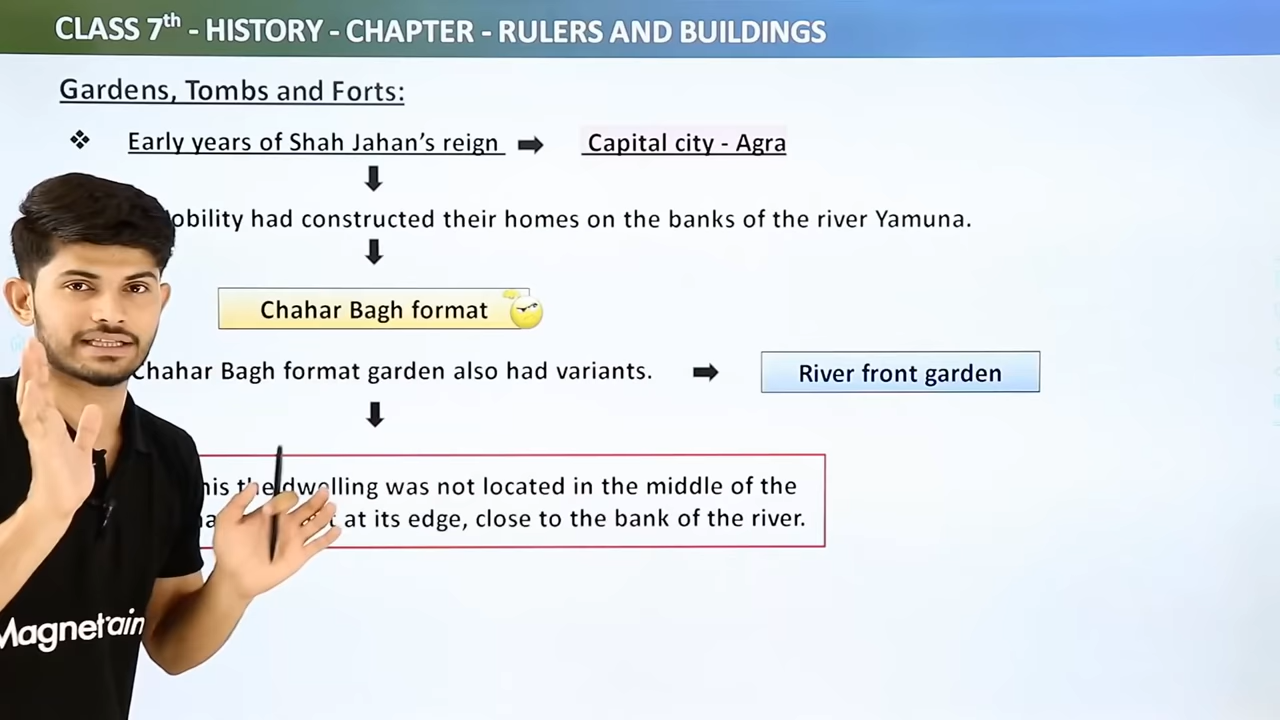 CLASS 7th - HISTORY - CHAPTER - RULERS AND BUILDINGS
Gardens, Tombs and Forts:
❖ Early years of Shah Jahan's reign ➡ Capital city - Agra
had constructed their homes on the banks of the river Yamuna.
Chahar Bagh format
Chahar Bagh format garden also had variants. ➡ River front garden
the dwelling was not located in the middle of the
at its edge, close to the bank of the river.